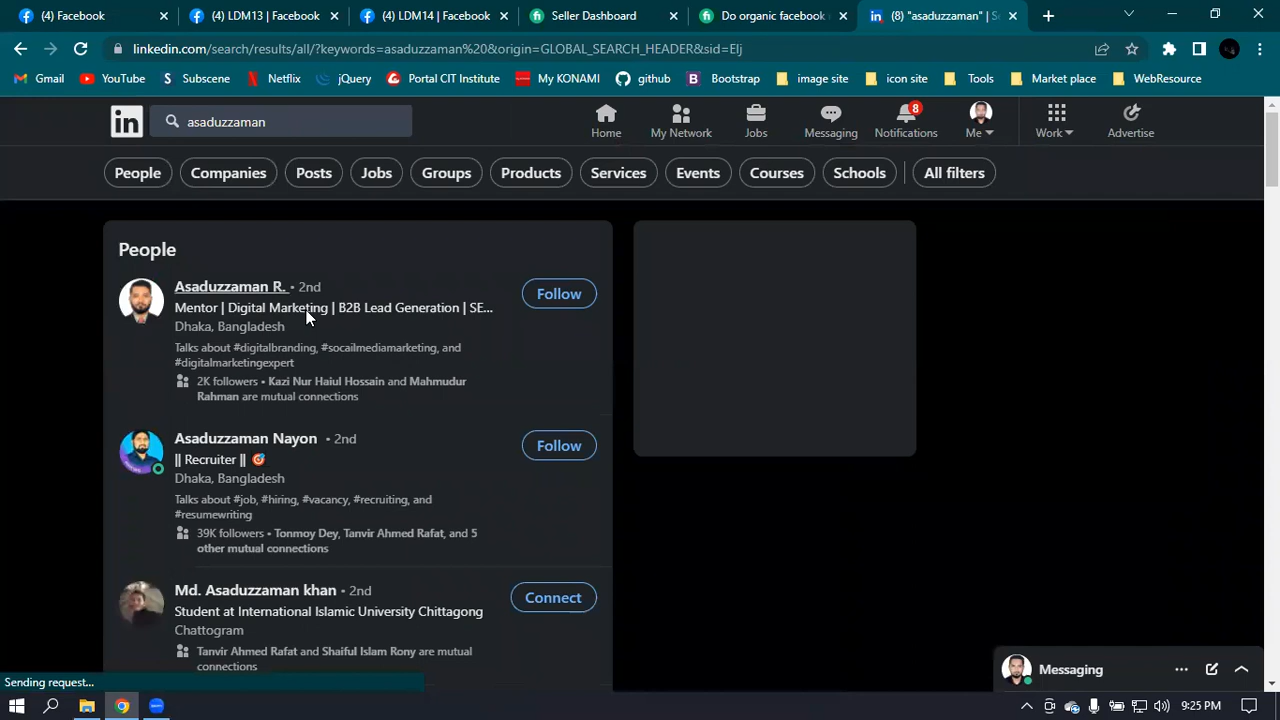 (4) Facebook
(4) LDM13 | Facebook
(4) LDM14 | Facebook
Seller Dashboard
Do organic facebook
(8) "asaduzzaman" | S
linkedin.com/search/results/all/?keywords=asaduzzaman%20&origin=GLOBAL_SEARCH_HEADER&sid=Elj
Gmail
YouTube
Subscene
Netflix
jQuery
Portal CIT Institute
My KONAMI
github
Bootstrap
image site
icon site
Tools
Market place
WebResource
in
asaduzzaman
Home
My Network
Jobs
Messaging
8
Notifications
Me
Work
Advertise
People
Companies
Posts
Jobs
Groups
Products
Services
Events
Courses
Schools
All filters
People
Asaduzzaman R. • 2nd
Mentor | Digital Marketing | B2B Lead Generation | SE...
Dhaka, Bangladesh
Talks about #digitalbranding, #socailmediamarketing, and
#digitalmarketingexpert
2K followers • Kazi Nur Haiul Hossain and Mahmudur
Rahman are mutual connections
Follow
Asaduzzaman Nayon • 2nd
|| Recruiter ||
Dhaka, Bangladesh
Talks about #job, #hiring, #vacancy, #recruiting, and
#resumewriting
39K followers • Tonmoy Dey, Tanvir Ahmed Rafat, and 5
other mutual connections
Follow
Md. Asaduzzaman khan • 2nd
Student at International Islamic University Chittagong
Chattogram
Tanvir Ahmed Rafat and Shaiful Islam Rony are mutual
connections
Connect
Messaging
Sending request...
9:25 PM